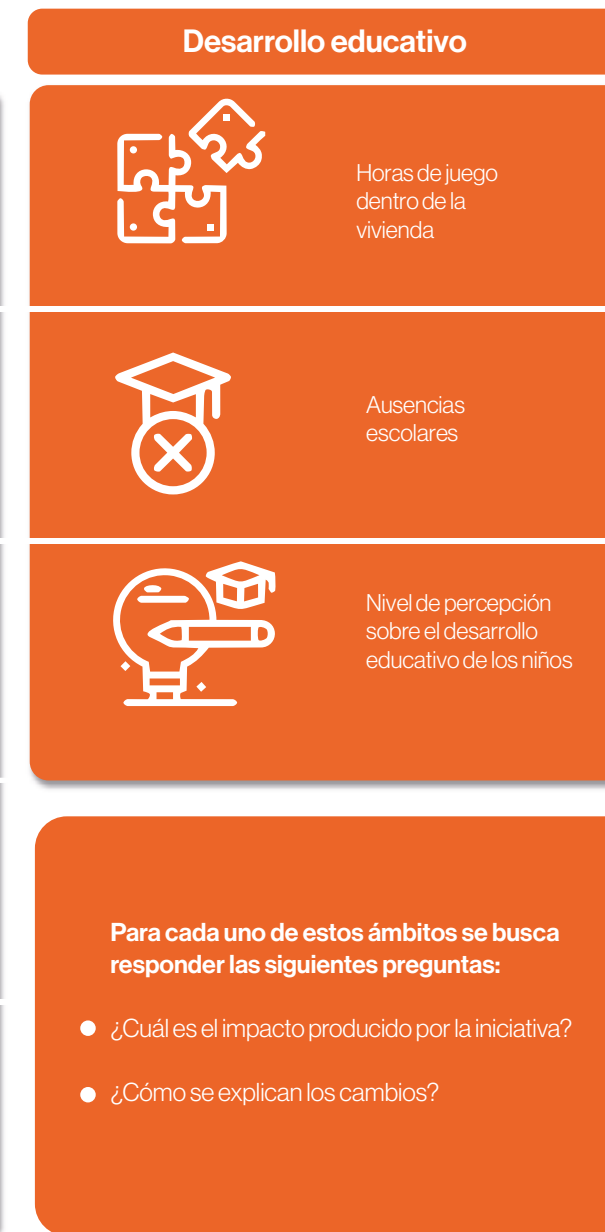 Desarrollo educativo
Horas de juego
dentro de la
vivienda
Ausencias
escolares
Nivel de percepción
sobre el desarrollo
educativo de los niños
Para cada uno de estos ámbitos se busca
responder las siguientes preguntas:
¿Cuál es el impacto producido por la iniciativa?
¿Cómo se explican los cambios?